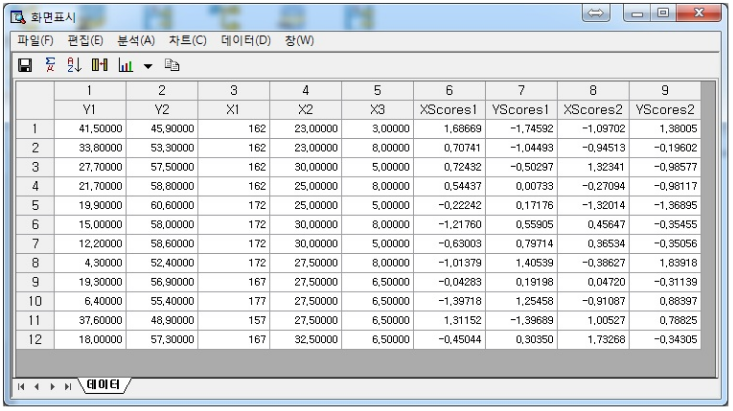 화면표시
파일(F) 편집(E) 분석(A) 차트(C) 데이터(D) 창(W)
1 2 3 4 5 6 7 8 9
Y1 Y2 X1 X2 X3 XScores1 YScores1 XScores2 YScores2
1 41,50000 45,90000 162 23,00000 3,00000 1,68669 -1,74592 -1,09702 1,38005
2 33,80000 53,30000 162 23,00000 8,00000 0,70741 -1,04493 -0,94513 -0,19602
3 27,70000 57,50000 162 30,00000 5,00000 0,72432 -0,50297 1,32341 -0,98577
4 21,70000 58,80000 162 25,00000 8,00000 0,54437 0,00733 -0,27094 -0,98117
5 19,90000 60,60000 172 25,00000 5,00000 -0,22242 0,17176 -1,32014 -1,36895
6 15,00000 58,00000 172 30,00000 8,00000 -1,21760 0,55905 0,45647 -0,35455
7 12,20000 58,60000 172 30,00000 5,00000 -0,63003 0,79714 0,36534 -0,35056
8 4,30000 52,40000 172 27,50000 8,00000 -1,01379 1,40539 -0,38627 1,83918
9 19,30000 56,90000 167 27,50000 6,50000 -0,04283 0,19198 0,04720 -0,31139
10 6,40000 55,40000 177 27,50000 6,50000 -1,39718 1,25458 -0,91087 0,88397
11 37,60000 48,90000 157 27,50000 6,50000 1,31152 -1,39689 1,00527 0,78825
12 18,00000 57,30000 167 32,50000 6,50000 -0,45044 0,30350 1,73268 -0,34305
데이터